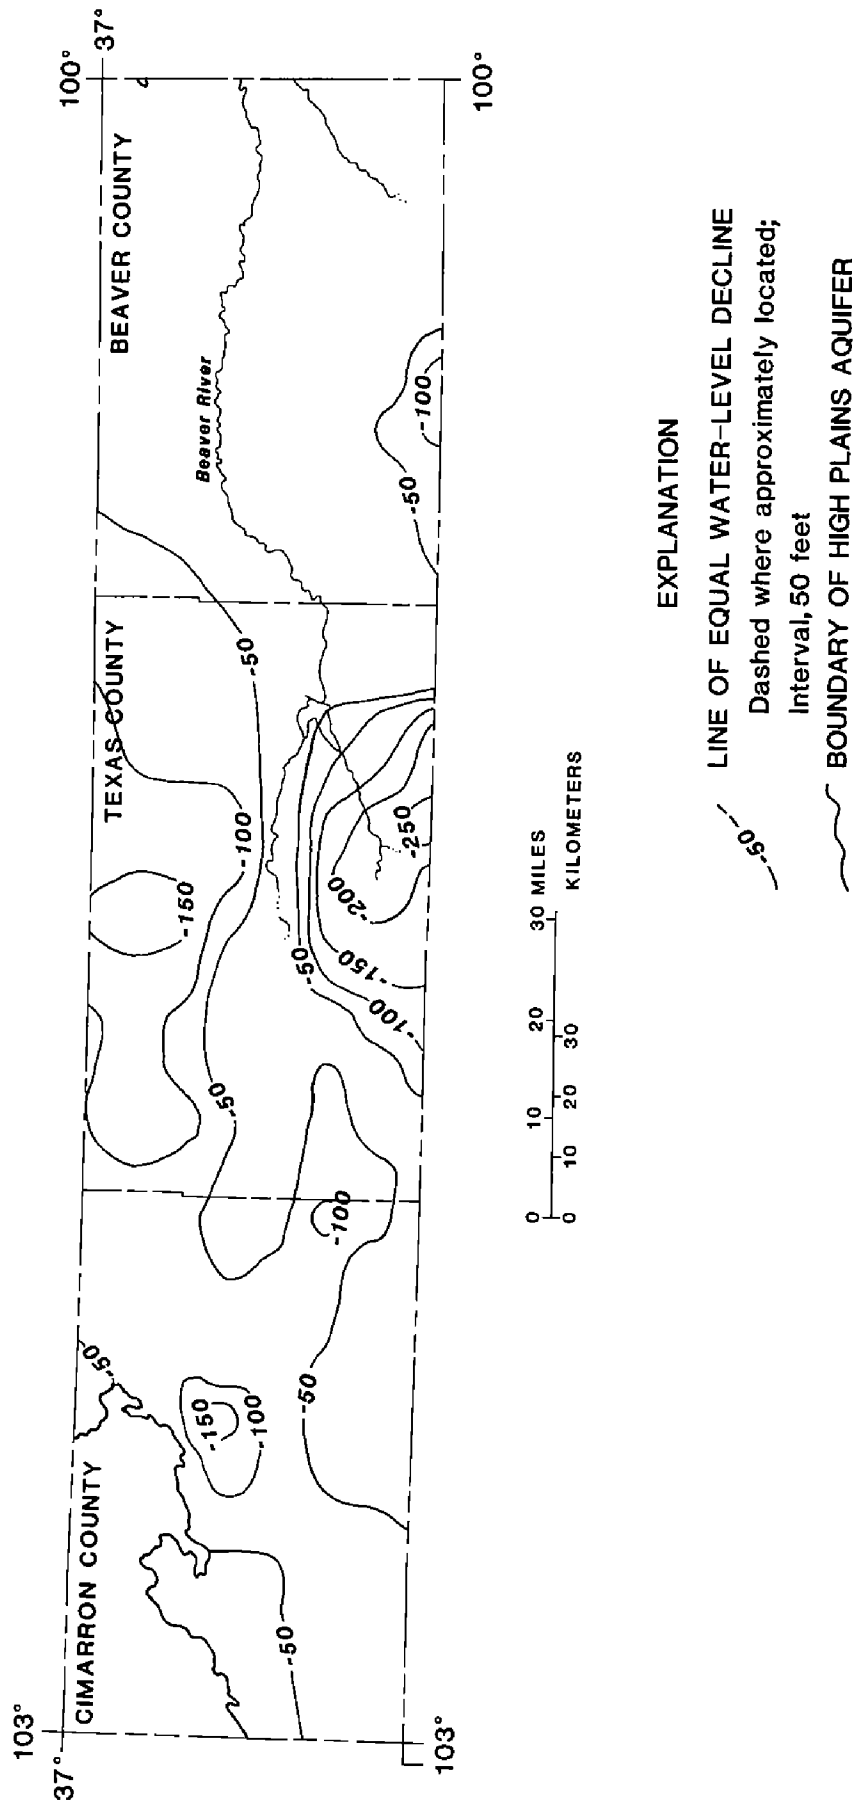 103°
100°
37°
37°
CIMARRON COUNTY
TEXAS COUNTY
BEAVER COUNTY
Beaver River
-50
-150
-100
-50
-50
-100
-50
-150
-100
-50
-50
-100
-150
-200
-250
-50
-50
-100
103°
100°
0 10 20 30 MILES
0 10 20 30 KILOMETERS
EXPLANATION
-50 LINE OF EQUAL WATER-LEVEL DECLINE
Dashed where approximately located;
Interval, 50 feet
BOUNDARY OF HIGH PLAINS AQUIFER